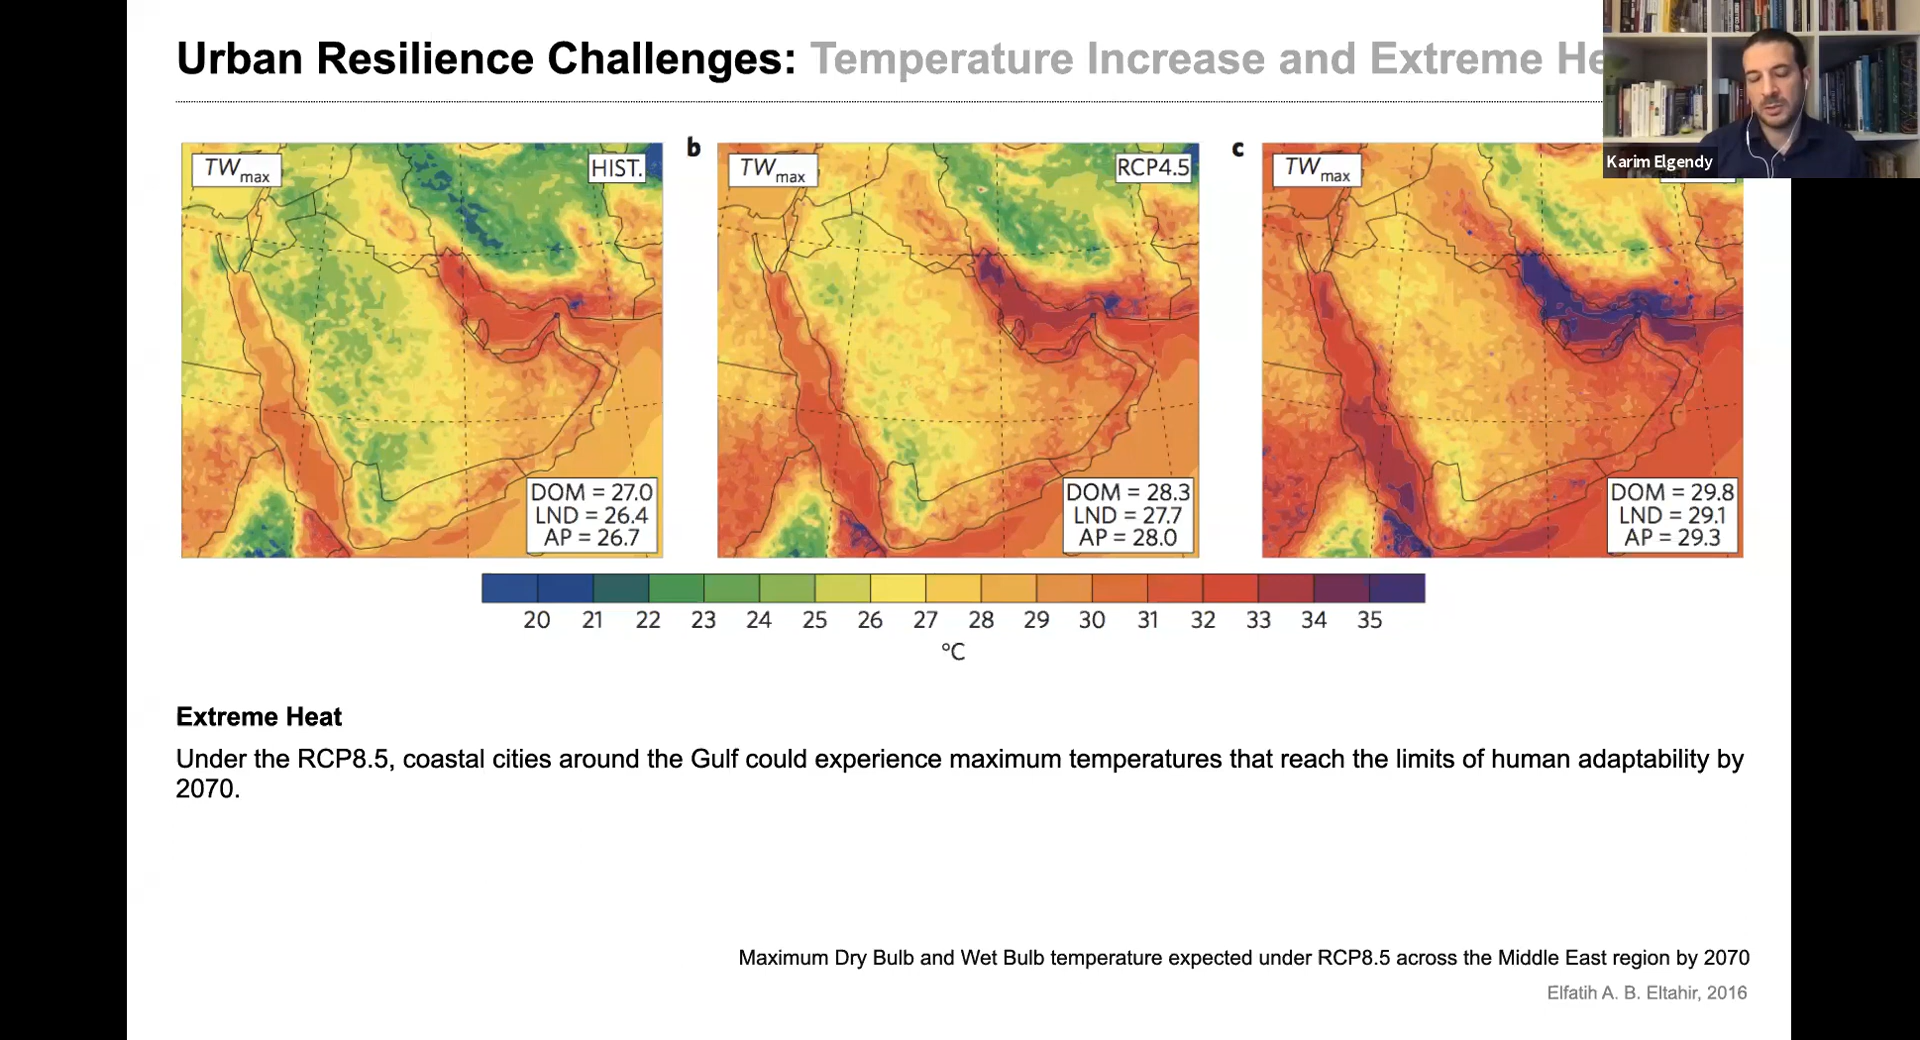 Urban Resilience Challenges: Temperature Increase and Extreme
Karim Elgendy
TWmax
HIST.
b
TWmax
RCP4.5
c
TWmax
DOM = 27.0
LND = 26.4
AP = 26.7
DOM = 28.3
LND = 27.7
AP = 28.0
DOM = 29.8
LND = 29.1
AP = 29.3
20 21 22 23 24 25 26 27 28 29 30 31 32 33 34 35
°C
Extreme Heat
Under the RCP8.5, coastal cities around the Gulf could experience maximum temperatures that reach the limits of human adaptability by
2070.
Maximum Dry Bulb and Wet Bulb temperature expected under RCP8.5 across the Middle East region by 2070
Elfatih A. B. Eltahir, 2016